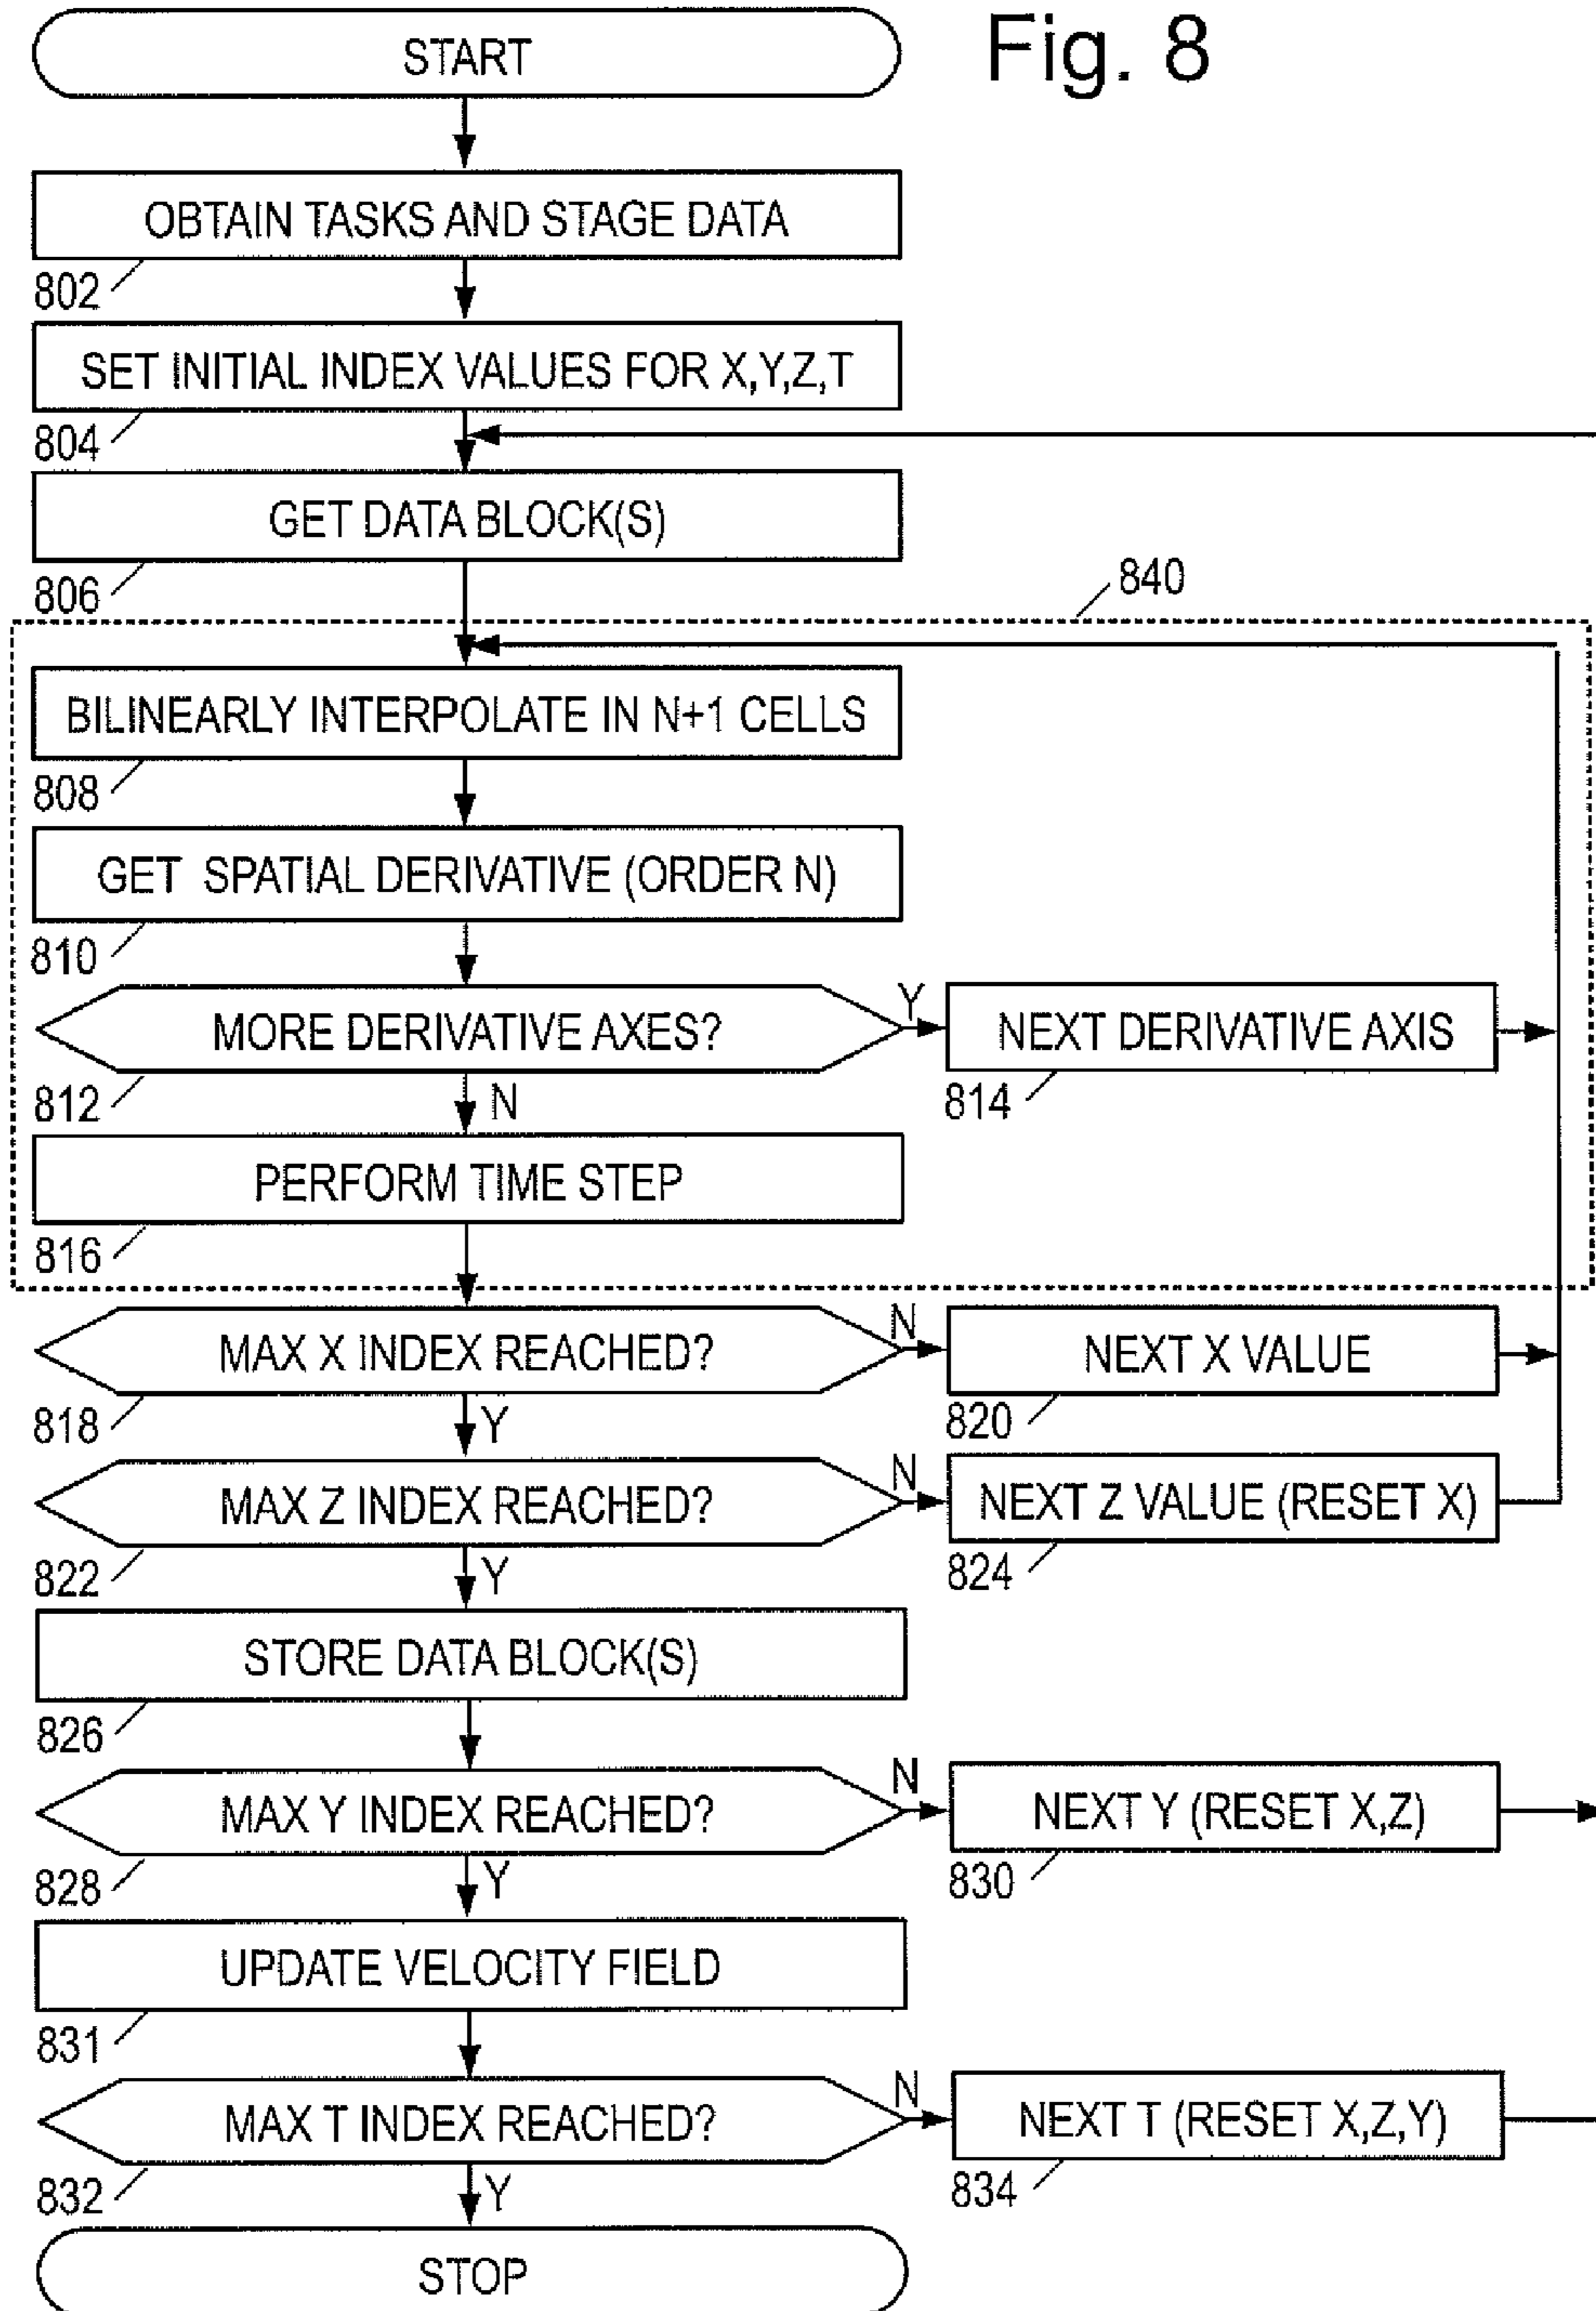 Fig. 8
START
OBTAIN TASKS AND STAGE DATA
802
SET INITIAL INDEX VALUES FOR X,Y,Z,T
804
GET DATA BLOCK(S)
806
840
BILINEARLY INTERPOLATE IN N+1 CELLS
808
GET SPATIAL DERIVATIVE (ORDER N)
810
MORE DERIVATIVE AXES?
Y
NEXT DERIVATIVE AXIS
812
N
814
PERFORM TIME STEP
816
MAX X INDEX REACHED?
N
NEXT X VALUE
818
Y
820
MAX Z INDEX REACHED?
N
NEXT Z VALUE (RESET X)
822
Y
824
STORE DATA BLOCK(S)
826
MAX Y INDEX REACHED?
N
NEXT Y (RESET X,Z)
828
Y
830
UPDATE VELOCITY FIELD
831
MAX T INDEX REACHED?
N
NEXT T (RESET X,Z,Y)
832
Y
834
STOP